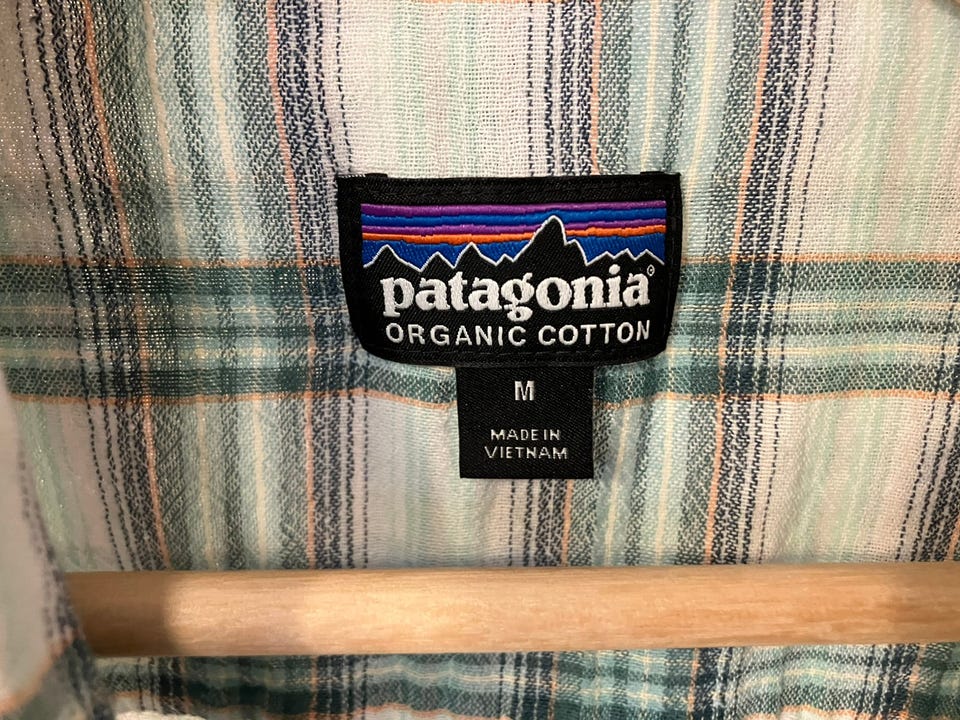 patagonia®
ORGANIC COTTON
M
MADE IN
VIETNAM